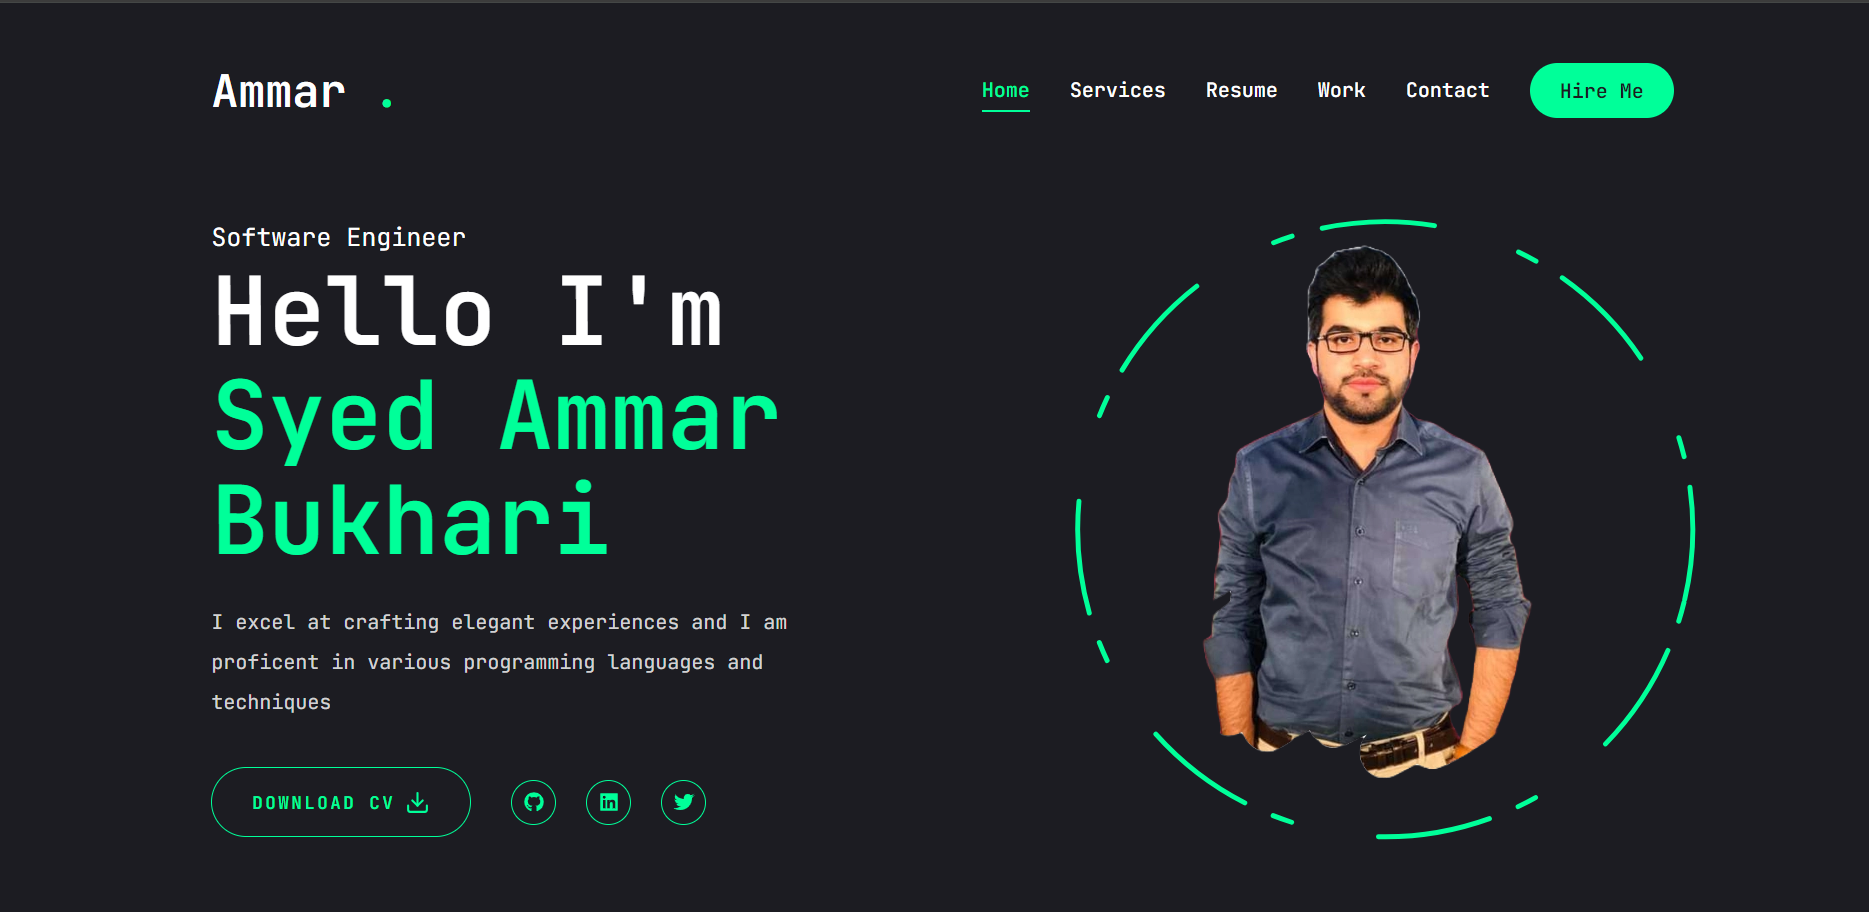 Ammar .
Home Services Resume Work Contact Hire Me
Software Engineer
Hello I'm
Syed Ammar
Bukhari
I excel at crafting elegant experiences and I am
proficent in various programming languages and
techniques
DOWNLOAD CV
in